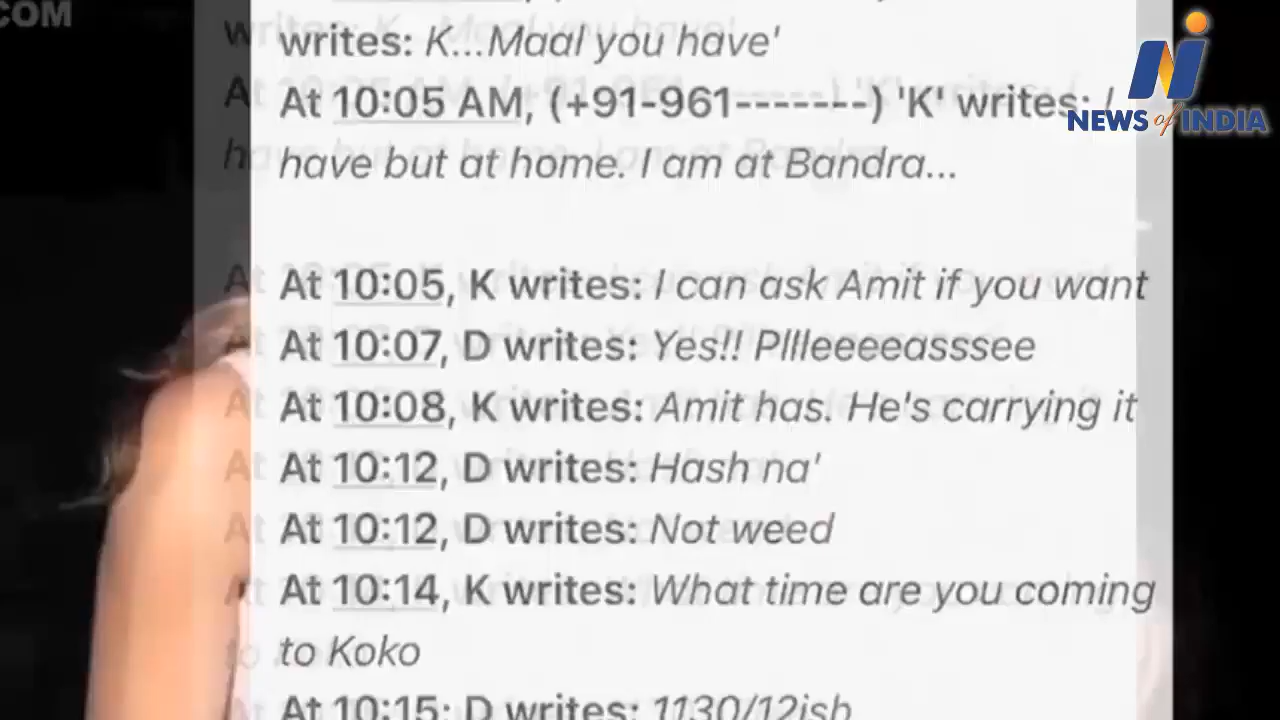 .COM
NEWS of INDIA
writes: K...Maal you have'
At 10:05 AM, (+91-961-------) 'K' writes: I
have but at home. I am at Bandra...
At 10:05, K writes: I can ask Amit if you want
At 10:07, D writes: Yes!! Pllleeeeasssee
At 10:08, K writes: Amit has. He's carrying it
At 10:12, D writes: Hash na'
At 10:12, D writes: Not weed
At 10:14, K writes: What time are you coming
to Koko
At 10:15: D writes: 1130/12ish